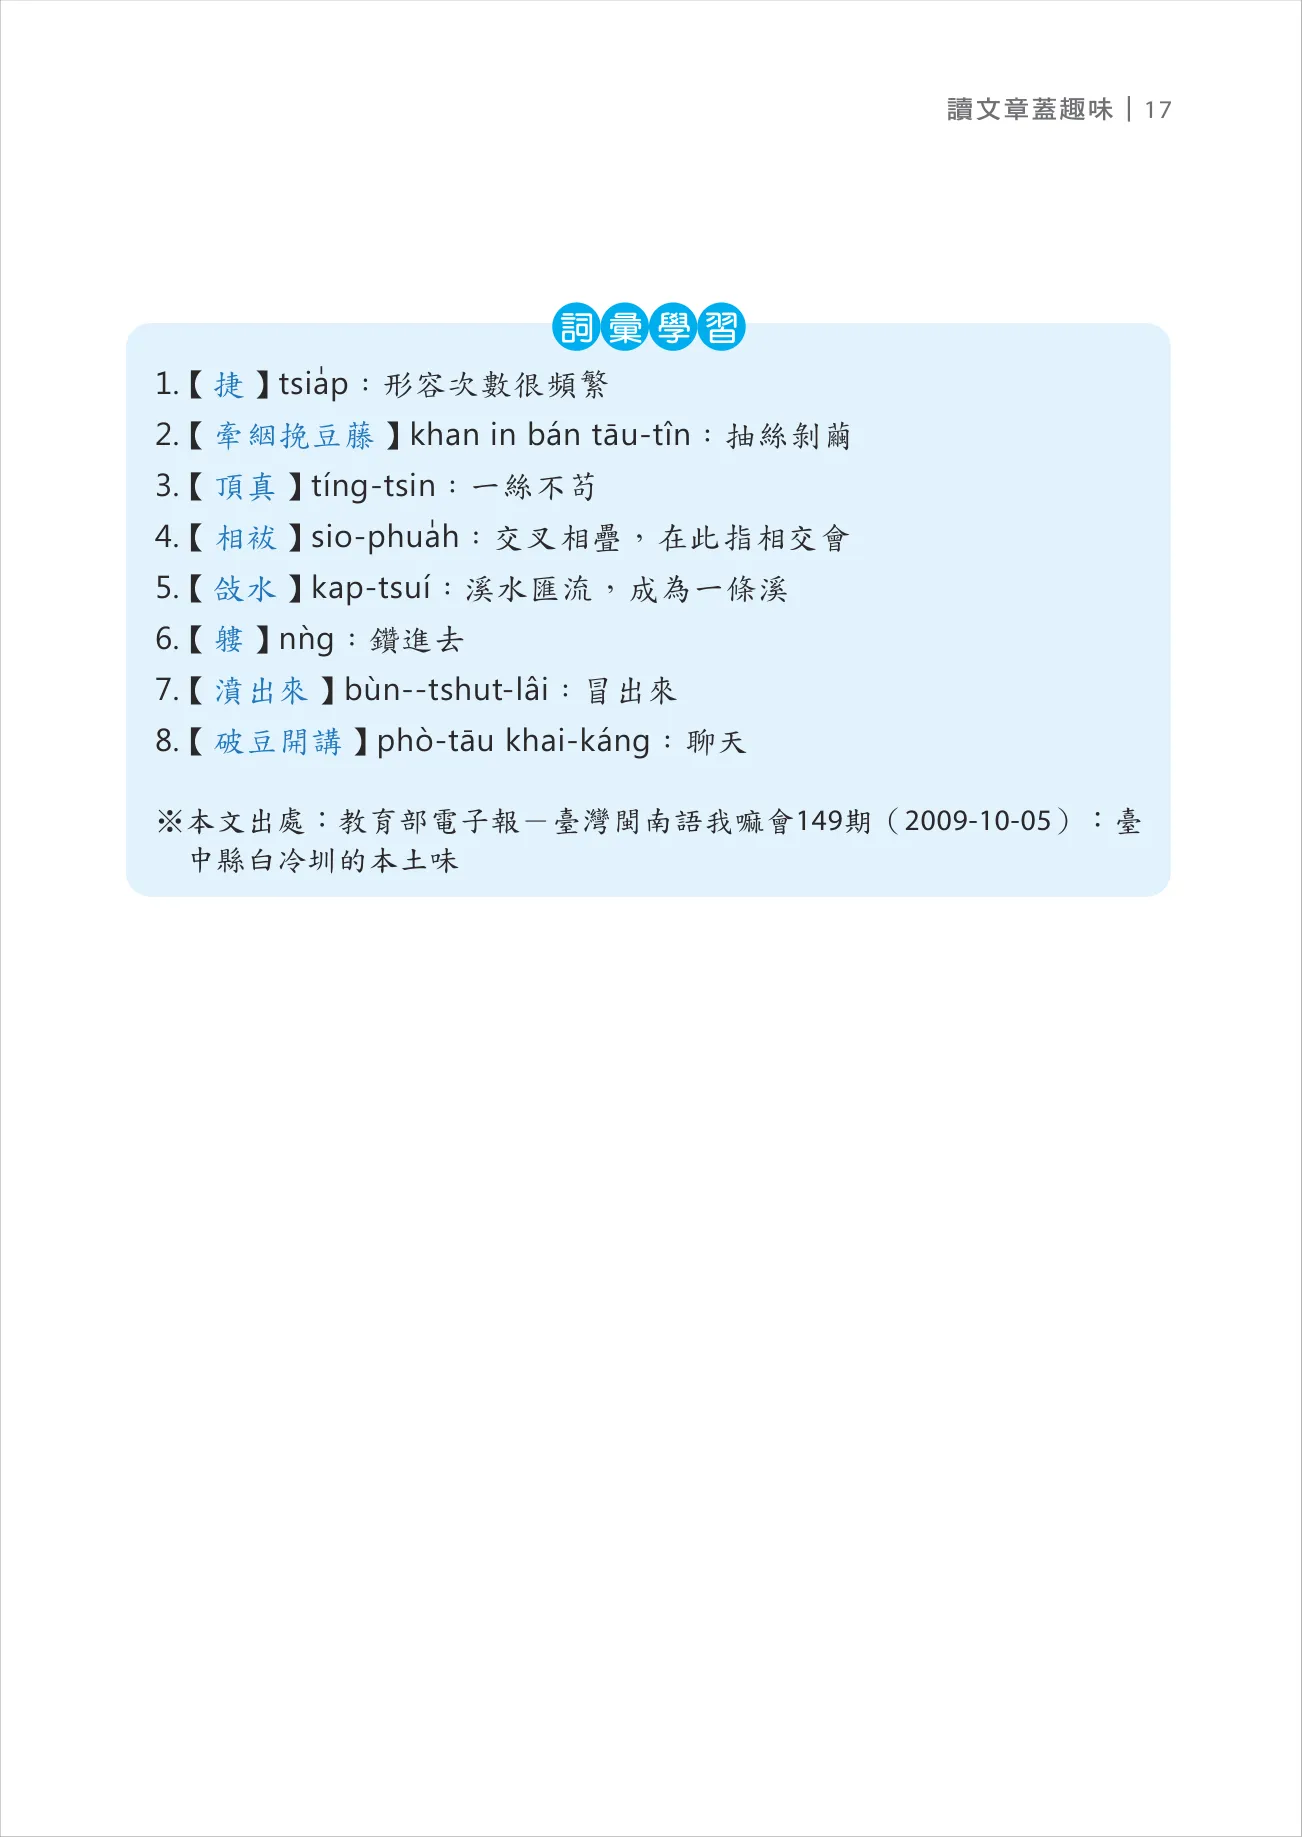 讀文章蓋趣味｜17
詞彙學習
1.【捷】tsia̍p：形容次數很頻繁
2.【牽絪挽豆藤】khan in bán tāu-tîn：抽絲剝繭
3.【頂真】tíng-tsin：一絲不苟
4.【相袚】sio-phua̍h：交叉相疊，在此指相交會
5.【敆水】kap-tsuí：溪水匯流，成為一條溪
6.【軁】nǹg：鑽進去
7.【濆出來】bùn--tshut-lâi：冒出來
8.【破豆開講】phò-tāu khai-káng：聊天
※本文出處：教育部電子報－臺灣閩南語我嘛會149期（2009-10-05）：臺
中縣白冷圳的本土味